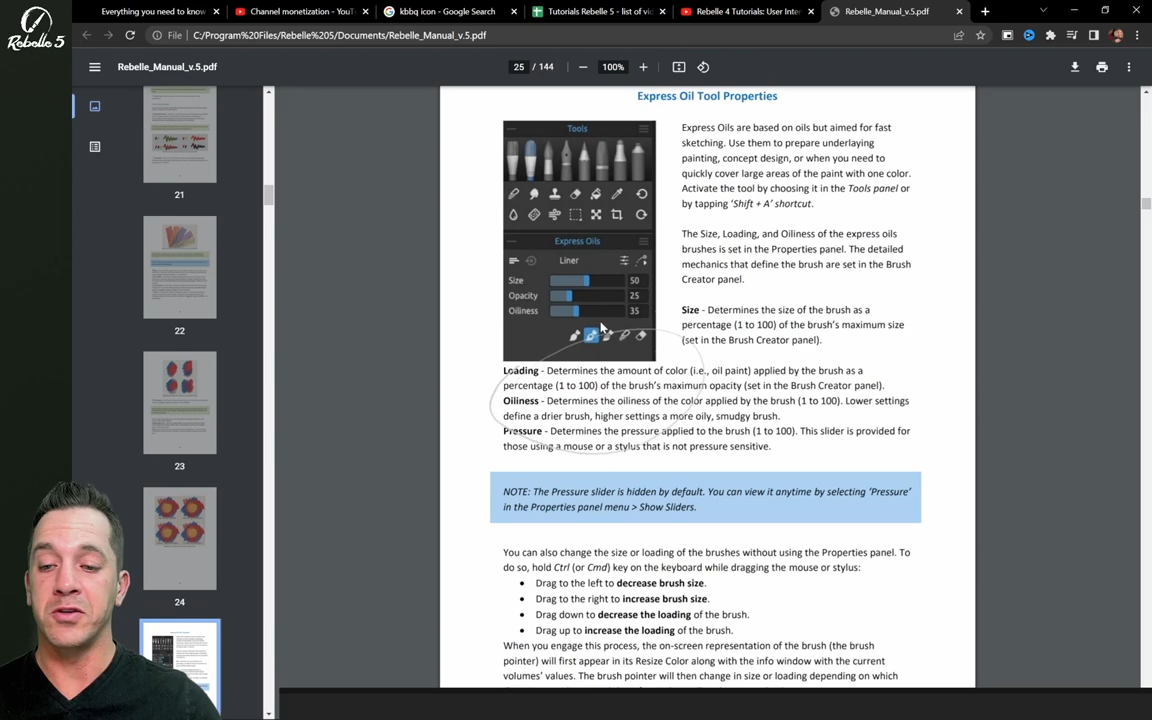 Rebelle 5
Everything you need to know
Channel monetization - YouT
kbbq icon - Google Search
Tutorials Rebelle 5 - list of vid
Rebelle 4 Tutorials: User Inter
Rebelle_Manual_v.5.pdf
File
C:/Program%20Files/Rebelle%205/Documents/Rebelle_Manual_v.5.pdf
Rebelle_Manual_v.5.pdf
25 / 144
100%
21
22
23
24
Express Oil Tool Properties
Tools
Express Oils
Liner
Size 50
Opacity 25
Oiliness 35
Express Oils are based on oils but aimed for fast
sketching. Use them to prepare underlaying
painting, concept design, or when you need to
quickly cover large areas of the paint with one color.
Activate the tool by choosing it in the Tools panel or
by tapping ‘Shift + A’ shortcut.
The Size, Loading, and Oiliness of the express oils
brushes is set in the Properties panel. The detailed
mechanics that define the brush are set in the Brush
Creator panel.
Size - Determines the size of the brush as a
percentage (1 to 100) of the brush’s maximum size
(set in the Brush Creator panel).
Loading - Determines the amount of color (i.e., oil paint) applied by the brush as a
percentage (1 to 100) of the brush’s maximum opacity (set in the Brush Creator panel).
Oiliness - Determines the oiliness of the color applied by the brush (1 to 100). Lower settings
define a drier brush, higher settings a more oily, smudgy brush.
Pressure - Determines the pressure applied to the brush (1 to 100). This slider is provided for
those using a mouse or a stylus that is not pressure sensitive.
NOTE: The Pressure slider is hidden by default. You can view it anytime by selecting ‘Pressure’
in the Properties panel menu > Show Sliders.
You can also change the size or loading of the brushes without using the Properties panel. To
do so, hold Ctrl (or Cmd) key on the keyboard while dragging the mouse or stylus:
• Drag to the left to decrease brush size.
• Drag to the right to increase brush size.
• Drag down to decrease the loading of the brush.
• Drag up to increase the loading of the brush.
When you engage this process, the on-screen representation of the brush (the brush
pointer) will first appear in its Resize Color along with the info window with the current
volumes’ values. The brush pointer will then change in size or loading depending on which